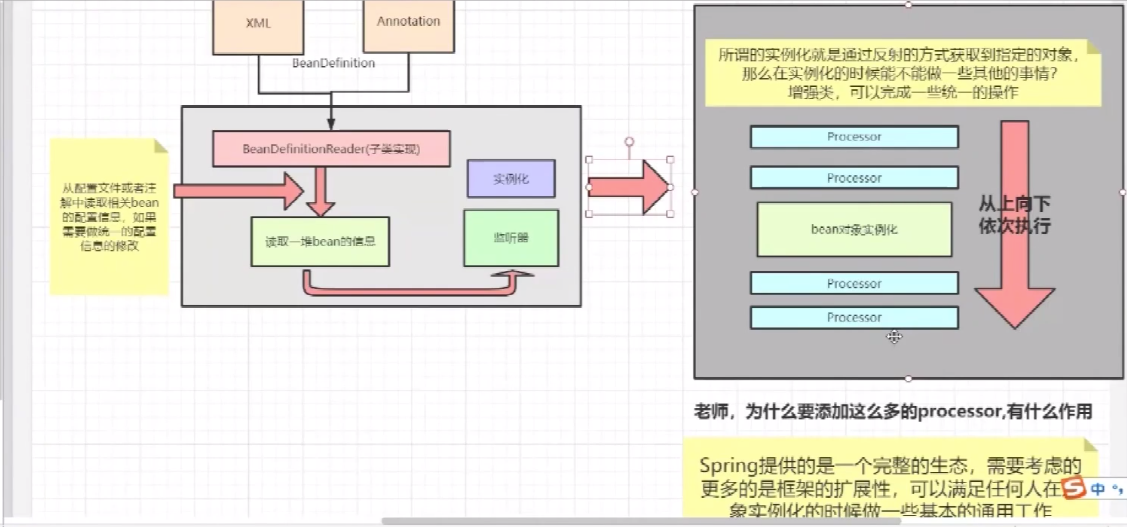 XML
Annotation
BeanDefinition
BeanDefinitionReader(子类实现)
从配置文件或者注
解中读取相关bean
的配置信息，如果
需要做统一的配置
信息的修改
读取一堆bean的信息
实例化
监听器
所谓的实例化就是通过反射的方式获取到指定的对象，
那么在实例化的时候能不能做一些其他的事情？
增强类，可以完成一些统一的操作
Processor
Processor
bean对象实例化
Processor
Processor
从上向下
依次执行
老师，为什么要添加这么多的processor,有什么作用
Spring提供的是一个完整的生态，需要考虑的
更多的是框架的扩展性，可以满足任何人在
象实例化的时候做一些基本的通用工作
S 中 °,